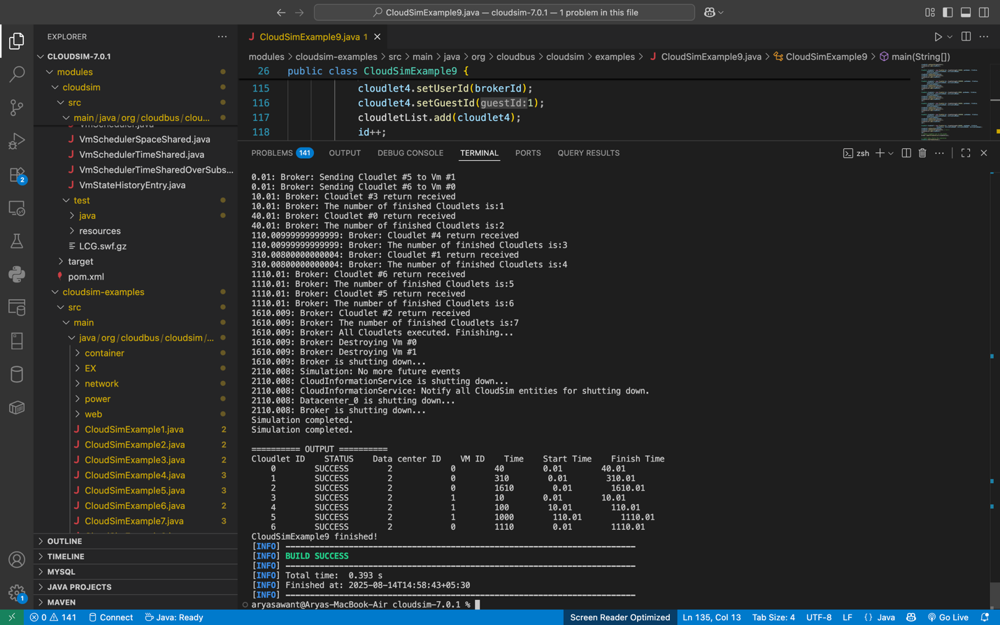 CloudSimExample9.java — cloudsim-7.0.1 — 1 problem in this file
EXPLORER
CLOUDSIM-7.0.1
modules
cloudsim
src
main/java/org/cloudbus/clou...
VmScheduler.java
VmSchedulerSpaceShared.java
VmSchedulerTimeShared.java
VmSchedulerTimeSharedOverSubs...
VmStateHistoryEntry.java
test
java
resources
LCG.swf.gz
target
pom.xml
cloudsim-examples
src
main
java/org/cloudbus/cloudsim/...
container
EX
network
power
web
CloudSimExample1.java 2
CloudSimExample2.java 2
CloudSimExample3.java 2
CloudSimExample4.java 3
CloudSimExample5.java 3
CloudSimExample6.java 2
CloudSimExample7.java 3
OUTLINE
TIMELINE
MYSQL
JAVA PROJECTS
MAVEN
2
1
CloudSimExample9.java 1
modules > cloudsim-examples > src > main > java > org > cloudbus > cloudsim > examples > CloudSimExample9.java > CloudSimExample9 > main(String[])
26 public class CloudSimExample9 {
115 cloudlet4.setUserId(brokerId);
116 cloudlet4.setGuestId(guestId:1);
117 cloudletList.add(cloudlet4);
118 id++;
PROBLEMS 141 OUTPUT DEBUG CONSOLE TERMINAL PORTS QUERY RESULTS
zsh
0.01: Broker: Sending Cloudlet #5 to Vm #1
0.01: Broker: Sending Cloudlet #6 to Vm #0
10.01: Broker: Cloudlet #3 return received
10.01: Broker: The number of finished Cloudlets is:1
40.01: Broker: Cloudlet #0 return received
40.01: Broker: The number of finished Cloudlets is:2
110.00999999999999: Broker: Cloudlet #4 return received
110.00999999999999: Broker: The number of finished Cloudlets is:3
310.00800000000004: Broker: Cloudlet #1 return received
310.00800000000004: Broker: The number of finished Cloudlets is:4
1110.01: Broker: Cloudlet #6 return received
1110.01: Broker: The number of finished Cloudlets is:5
1110.01: Broker: Cloudlet #5 return received
1110.01: Broker: The number of finished Cloudlets is:6
1610.009: Broker: Cloudlet #2 return received
1610.009: Broker: The number of finished Cloudlets is:7
1610.009: Broker: All Cloudlets executed. Finishing...
1610.009: Broker: Destroying Vm #0
1610.009: Broker: Destroying Vm #1
1610.009: Broker is shutting down...
2110.008: Simulation: No more future events
2110.008: CloudInformationService is shutting down...
2110.008: CloudInformationService: Notify all CloudSim entities for shutting down.
2110.008: Datacenter_0 is shutting down...
2110.008: Broker is shutting down...
Simulation completed.
Simulation completed.
========== OUTPUT ==========
Cloudlet ID STATUS Data center ID VM ID Time Start Time Finish Time
0 SUCCESS 2 0 40 0.01 40.01
1 SUCCESS 2 0 310 0.01 310.01
2 SUCCESS 2 0 1610 0.01 1610.01
3 SUCCESS 2 1 10 0.01 10.01
4 SUCCESS 2 1 100 10.01 110.01
5 SUCCESS 2 1 1000 110.01 1110.01
6 SUCCESS 2 0 1110 0.01 1110.01
CloudSimExample9 finished!
[INFO] ------------------------------------------------------------------------
[INFO] BUILD SUCCESS
[INFO] ------------------------------------------------------------------------
[INFO] Total time: 0.393 s
[INFO] Finished at: 2025-08-14T14:58:43+05:30
[INFO] ------------------------------------------------------------------------
aryasawant@Aryas-MacBook-Air cloudsim-7.0.1 %
0 141 Connect Java: Ready Screen Reader Optimized Ln 135, Col 13 Tab Size: 4 UTF-8 LF {} Java Go Live